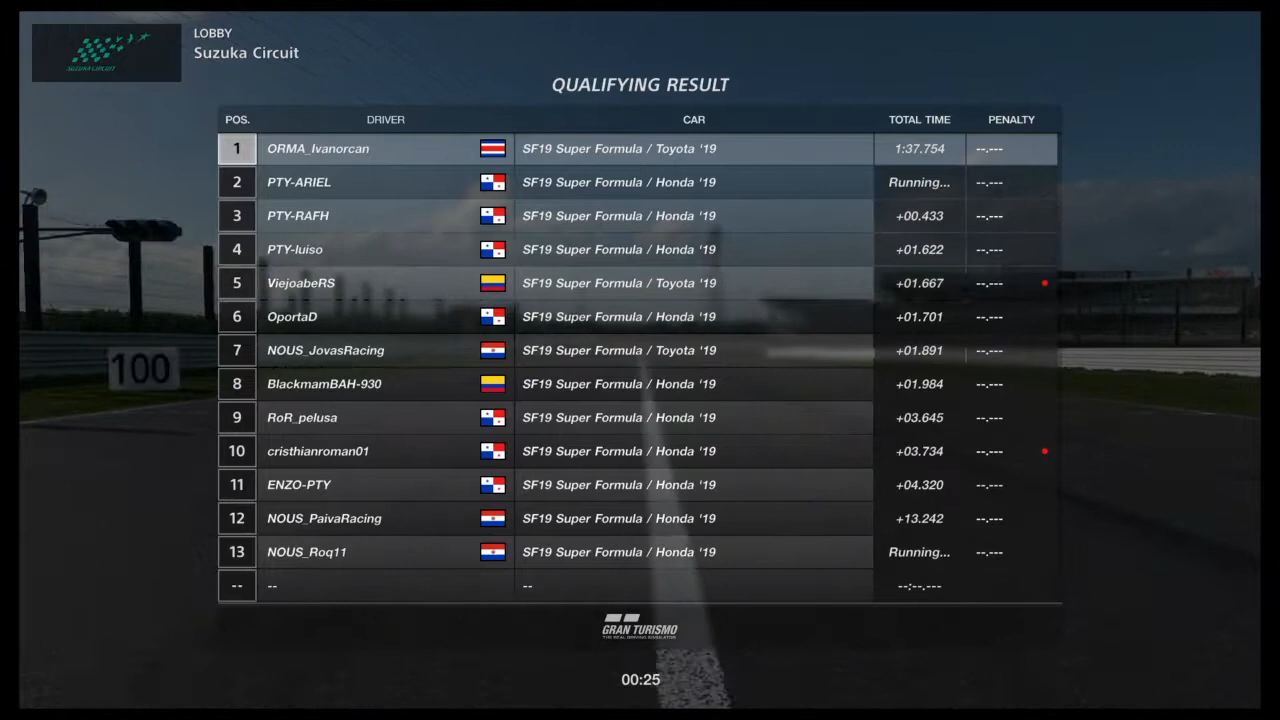 LOBBY
Suzuka Circuit
SUZUKA CIRCUIT
QUALIFYING RESULT
POS. DRIVER CAR TOTAL TIME PENALTY
1 ORMA_Ivanorcan SF19 Super Formula / Toyota '19 1:37.754 --.---
2 PTY-ARIEL SF19 Super Formula / Honda '19 Running... --.---
3 PTY-RAFH SF19 Super Formula / Honda '19 +00.433 --.---
4 PTY-luiso SF19 Super Formula / Honda '19 +01.622 --.---
5 ViejoabeRS SF19 Super Formula / Toyota '19 +01.667 --.---
6 OportaD SF19 Super Formula / Honda '19 +01.701 --.---
7 NOUS_JovasRacing SF19 Super Formula / Toyota '19 +01.891 --.---
8 BlackmamBAH-930 SF19 Super Formula / Honda '19 +01.984 --.---
9 RoR_pelusa SF19 Super Formula / Honda '19 +03.645 --.---
10 cristhianroman01 SF19 Super Formula / Honda '19 +03.734 --.---
11 ENZO-PTY SF19 Super Formula / Honda '19 +04.320 --.---
12 NOUS_PaivaRacing SF19 Super Formula / Honda '19 +13.242 --.---
13 NOUS_Roq11 SF19 Super Formula / Honda '19 Running... --.---
-- -- -- --:--.---
100
GRAN TURISMO
THE REAL DRIVING SIMULATOR
00:25